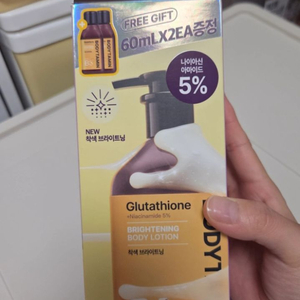 FREE GIFT
60mLX2EA증정
나이아신
아마이드
5%
NEW
착색 브라이트닝
Glutathione
+Niacinamide 5%
BRIGHTENING
BODY LOTION
착색 브라이트닝